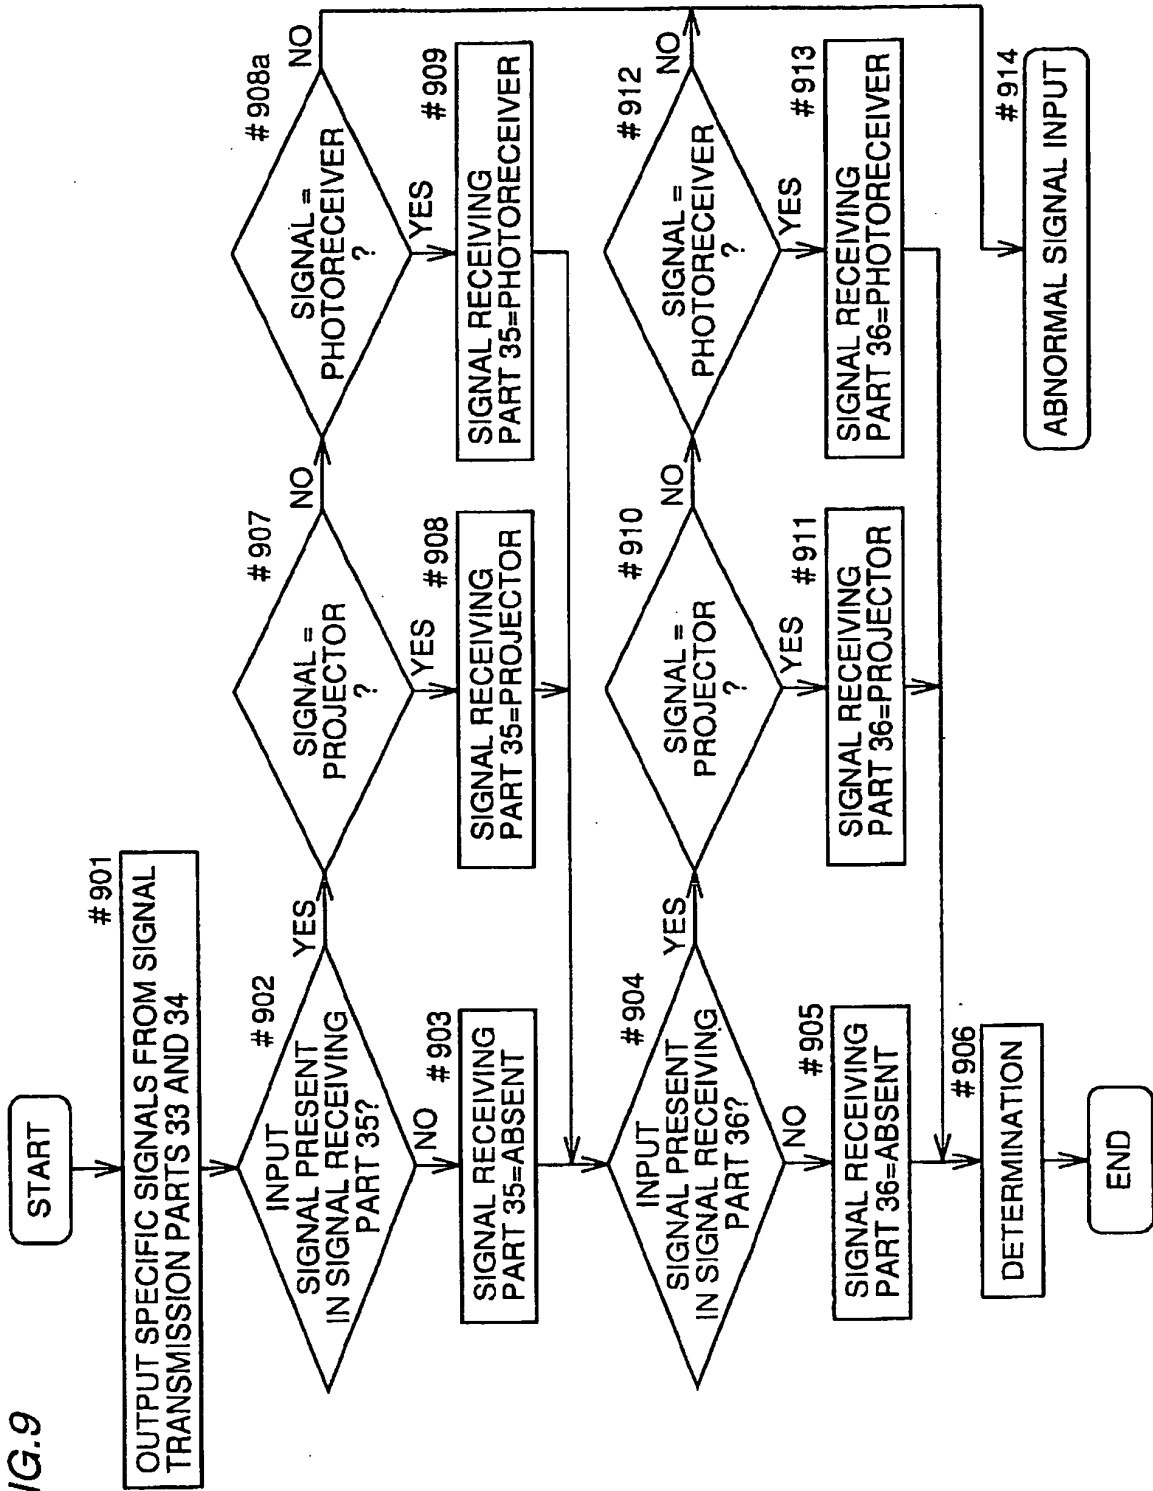 IG.9
START
#901
OUTPUT SPECIFIC SIGNALS FROM SIGNAL
TRANSMISSION PARTS 33 AND 34
#902
INPUT
SIGNAL PRESENT
IN SIGNAL RECEIVING
PART 35?
YES
NO
#903
SIGNAL RECEIVING
PART 35=ABSENT
#907
SIGNAL =
PROJECTOR
?
NO
YES
#908
SIGNAL RECEIVING
PART 35=PROJECTOR
#908a
SIGNAL =
PHOTORECEIVER
?
NO
YES
#909
SIGNAL RECEIVING
PART 35=PHOTORECEIVER
#904
INPUT
SIGNAL PRESENT
IN SIGNAL RECEIVING
PART 36?
YES
NO
#905
SIGNAL RECEIVING
PART 36=ABSENT
#910
SIGNAL =
PROJECTOR
?
NO
YES
#911
SIGNAL RECEIVING
PART 36=PROJECTOR
#912
SIGNAL =
PHOTORECEIVER
?
NO
YES
#913
SIGNAL RECEIVING
PART 36=PHOTORECEIVER
#906
DETERMINATION
END
#914
ABNORMAL SIGNAL INPUT